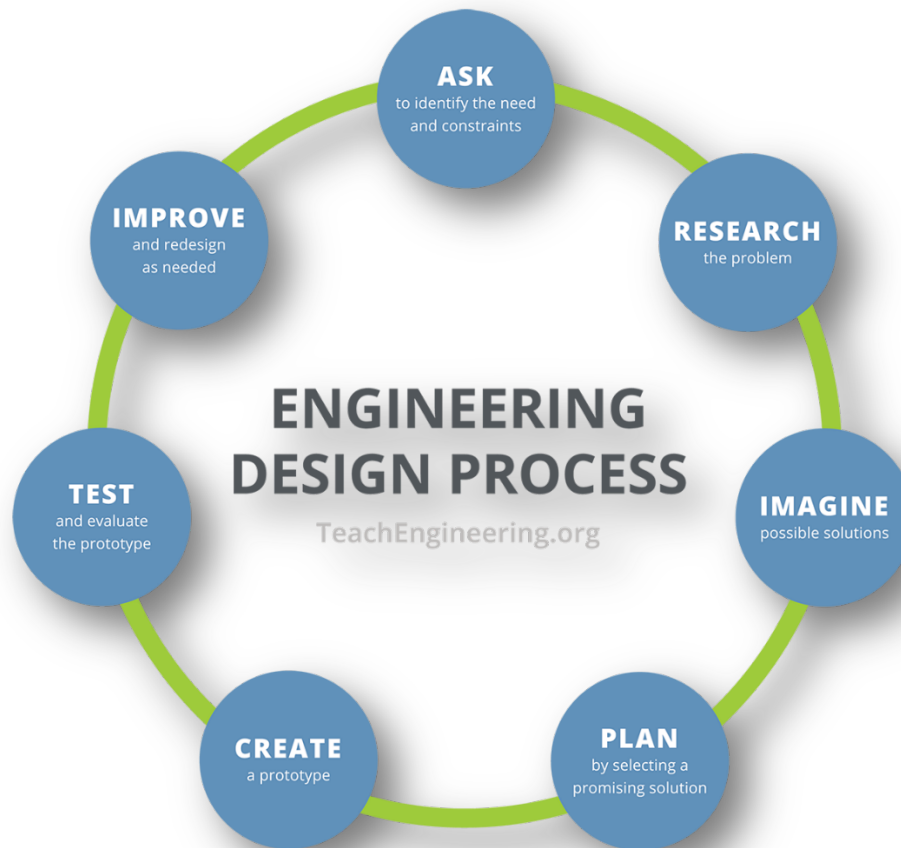 ASK
to identify the need
and constraints
RESEARCH
the problem
IMAGINE
possible solutions
PLAN
by selecting a
promising solution
CREATE
a prototype
TEST
and evaluate
the prototype
IMPROVE
and redesign
as needed
ENGINEERING
DESIGN PROCESS
TeachEngineering.org